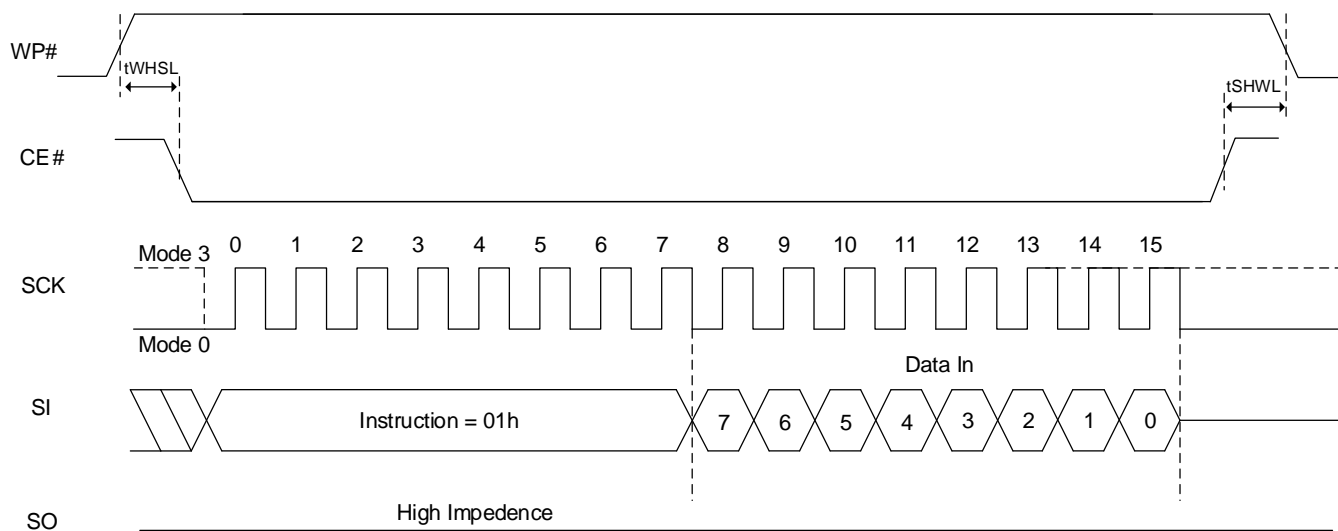 WP#
tWHSL
tSHWL
CE#
Mode 3
0 1 2 3 4 5 6 7 8 9 10 11 12 13 14 15
SCK
Mode 0
Data In
SI
Instruction = 01h
7 6 5 4 3 2 1 0
High Impedence
SO